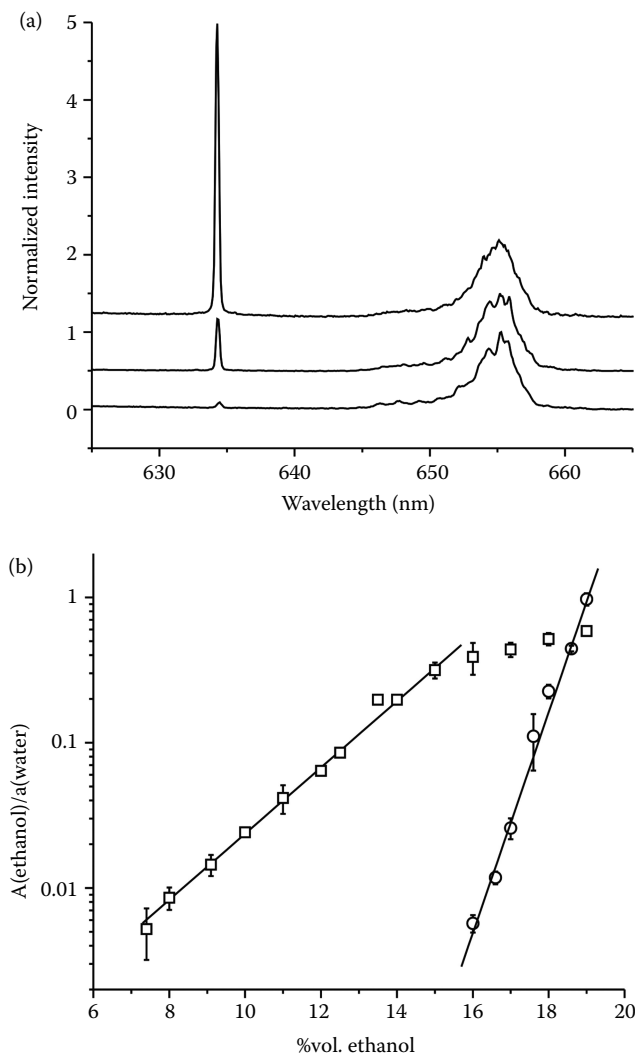 (a)
5
4
3
2
1
0
Normalized intensity
630 640 650 660
Wavelength (nm)
(b)
1
0.1
0.01
A(ethanol)/a(water)
6 8 10 12 14 16 18 20
%vol. ethanol